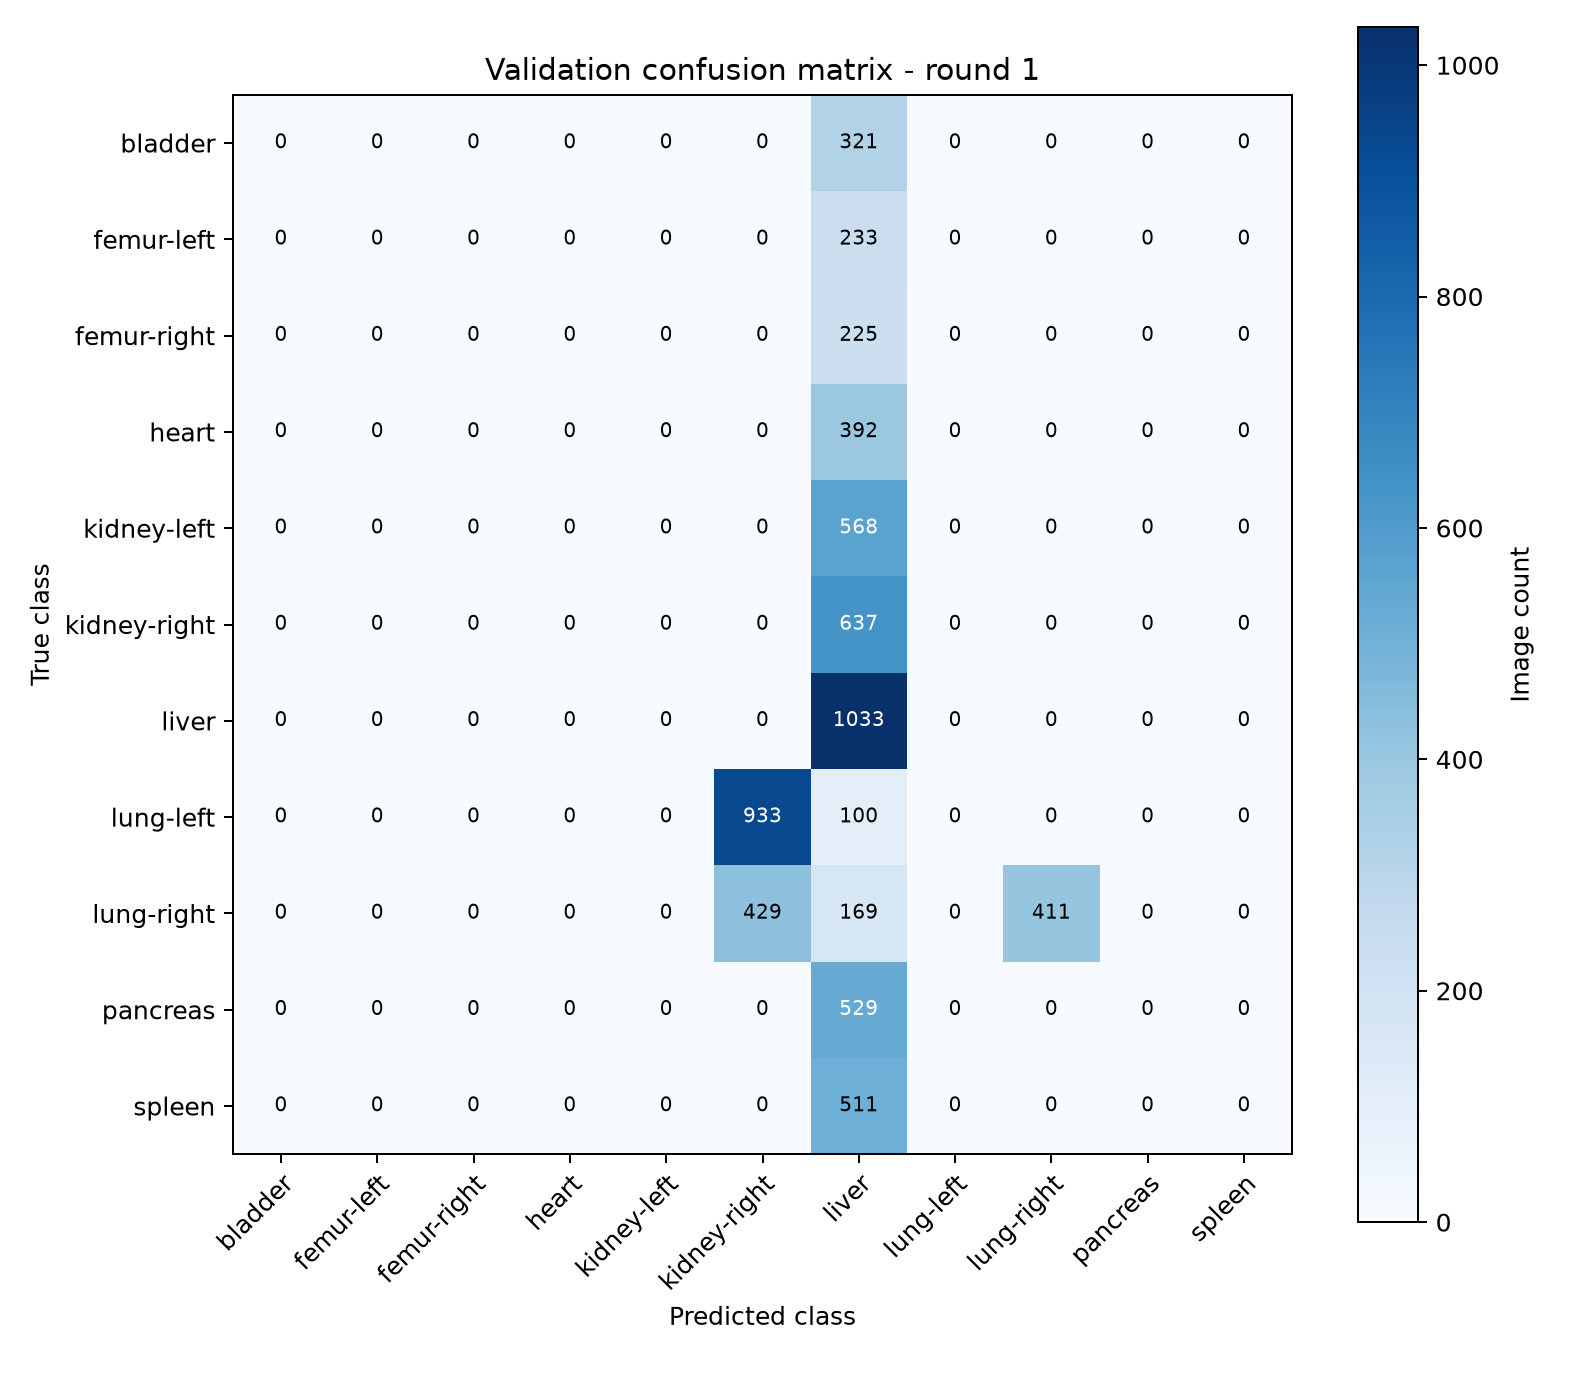 Validation confusion matrix - round 1
True class
bladder 0 0 0 0 0 0 321 0 0 0 0
femur-left 0 0 0 0 0 0 233 0 0 0 0
femur-right 0 0 0 0 0 0 225 0 0 0 0
heart 0 0 0 0 0 0 392 0 0 0 0
kidney-left 0 0 0 0 0 0 568 0 0 0 0
kidney-right 0 0 0 0 0 0 637 0 0 0 0
liver 0 0 0 0 0 0 1033 0 0 0 0
lung-left 0 0 0 0 0 933 100 0 0 0 0
lung-right 0 0 0 0 0 429 169 0 411 0 0
pancreas 0 0 0 0 0 0 529 0 0 0 0
spleen 0 0 0 0 0 0 511 0 0 0 0
bladder femur-left femur-right heart kidney-left kidney-right liver lung-left lung-right pancreas spleen
Predicted class
1000
800
600
400
200
0
Image count